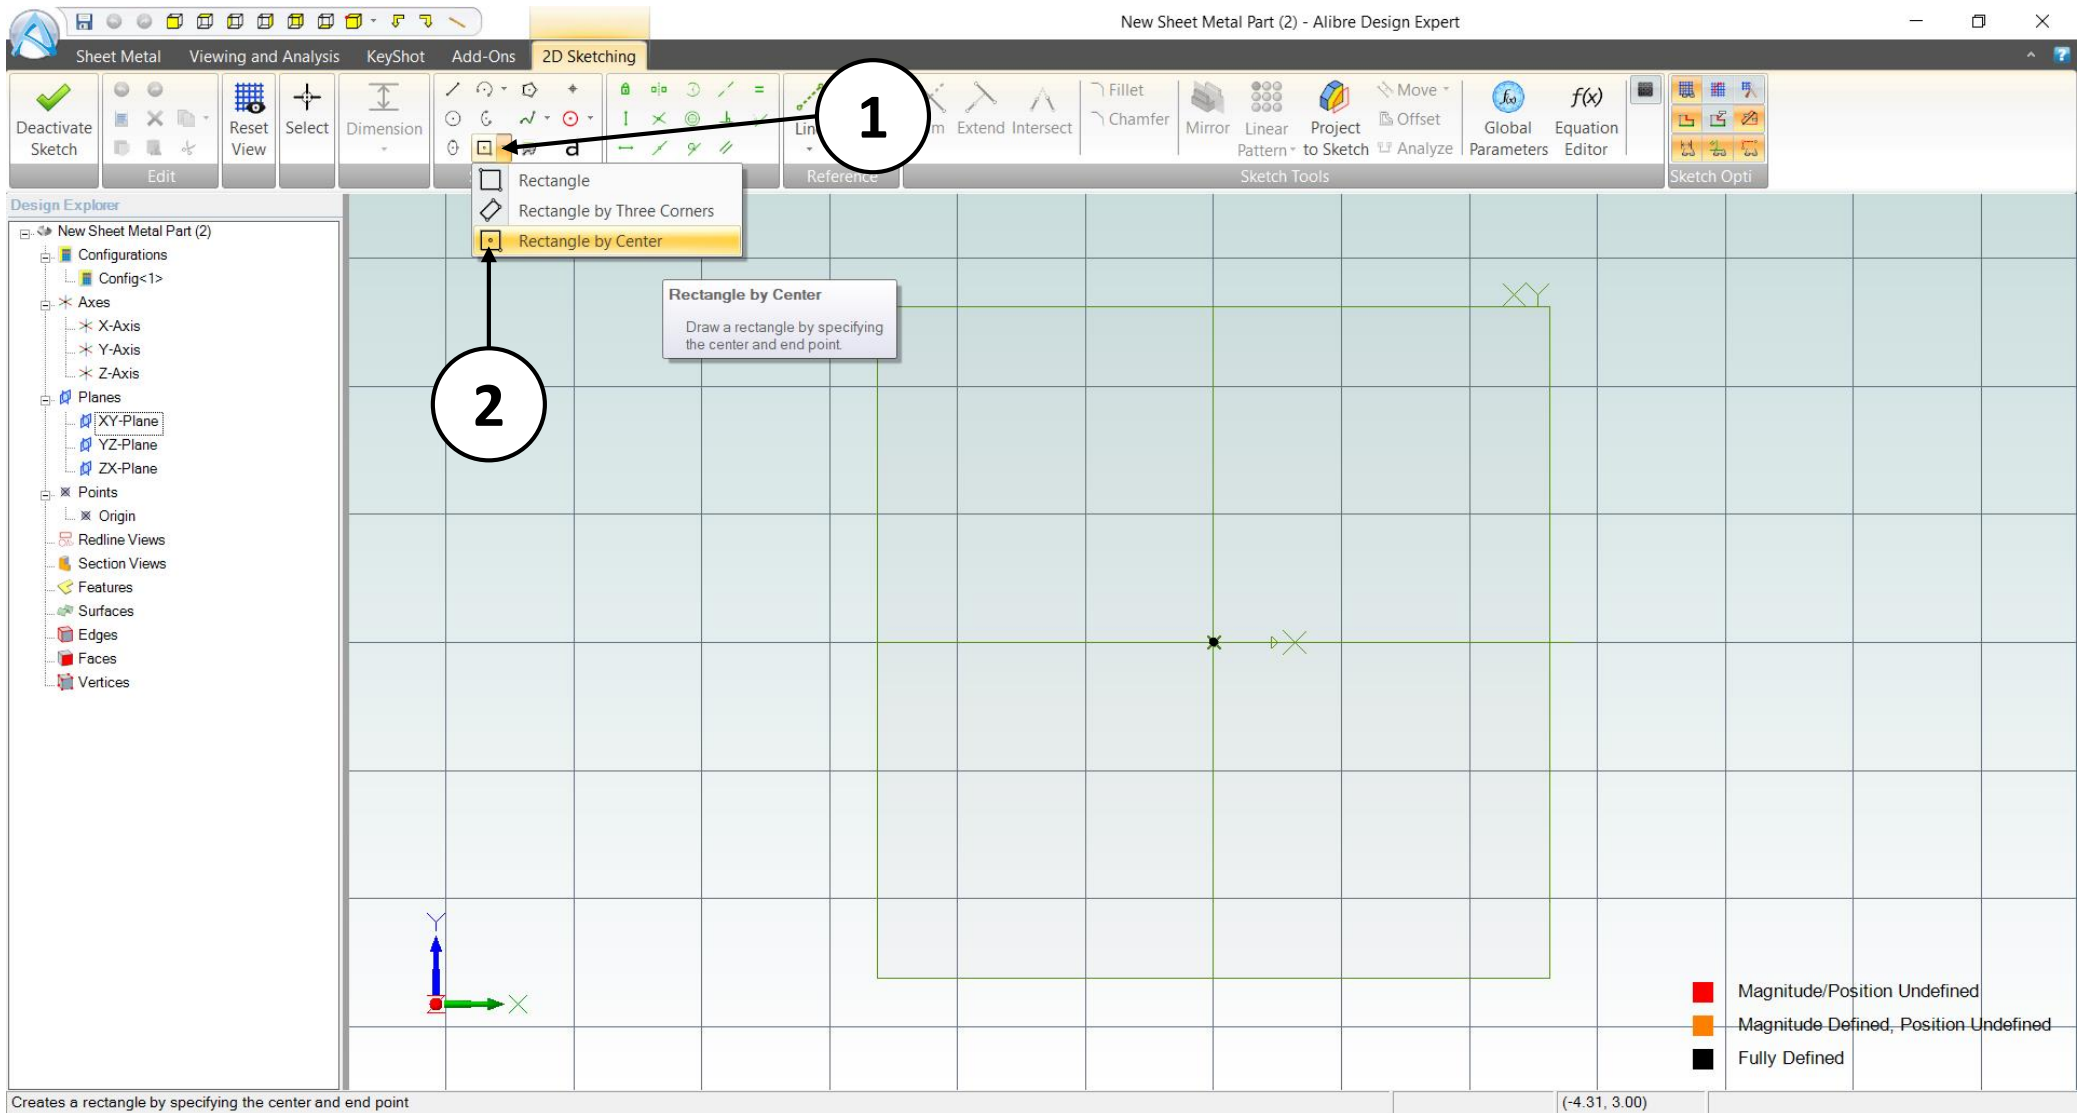 New Sheet Metal Part (2) - Alibre Design Expert
Sheet Metal Viewing and Analysis KeyShot Add-Ons 2D Sketching
Deactivate
Sketch
Edit
Reset
View
Select
Dimension
1
Extend Intersect
Fillet
Chamfer
Mirror
Linear
Pattern
Project
to Sketch
Move
Offset
Analyze
Global
Parameters
f(x)
Equation
Editor
Reference
Sketch Tools
Sketch Opti
Rectangle
Rectangle by Three Corners
Rectangle by Center
Rectangle by Center
Draw a rectangle by specifying
the center and end point.
2
Design Explorer
New Sheet Metal Part (2)
Configurations
Config<1>
Axes
X-Axis
Y-Axis
Z-Axis
Planes
XY-Plane
YZ-Plane
ZX-Plane
Points
Origin
Redline Views
Section Views
Features
Surfaces
Edges
Faces
Vertices
XY
X
Y
X
Magnitude/Position Undefined
Magnitude Defined, Position Undefined
Fully Defined
Creates a rectangle by specifying the center and end point
(-4.31, 3.00)